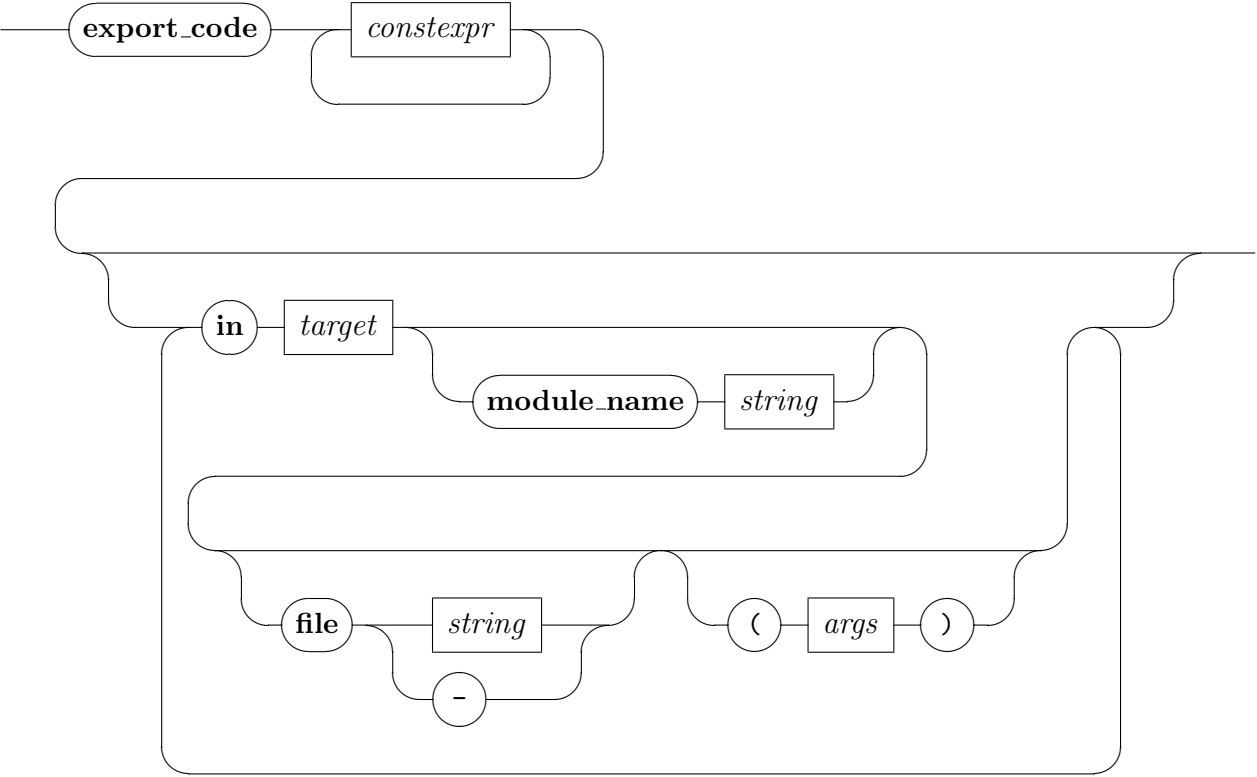 export_code constexpr
in target
module_name string
file string ( args )
-